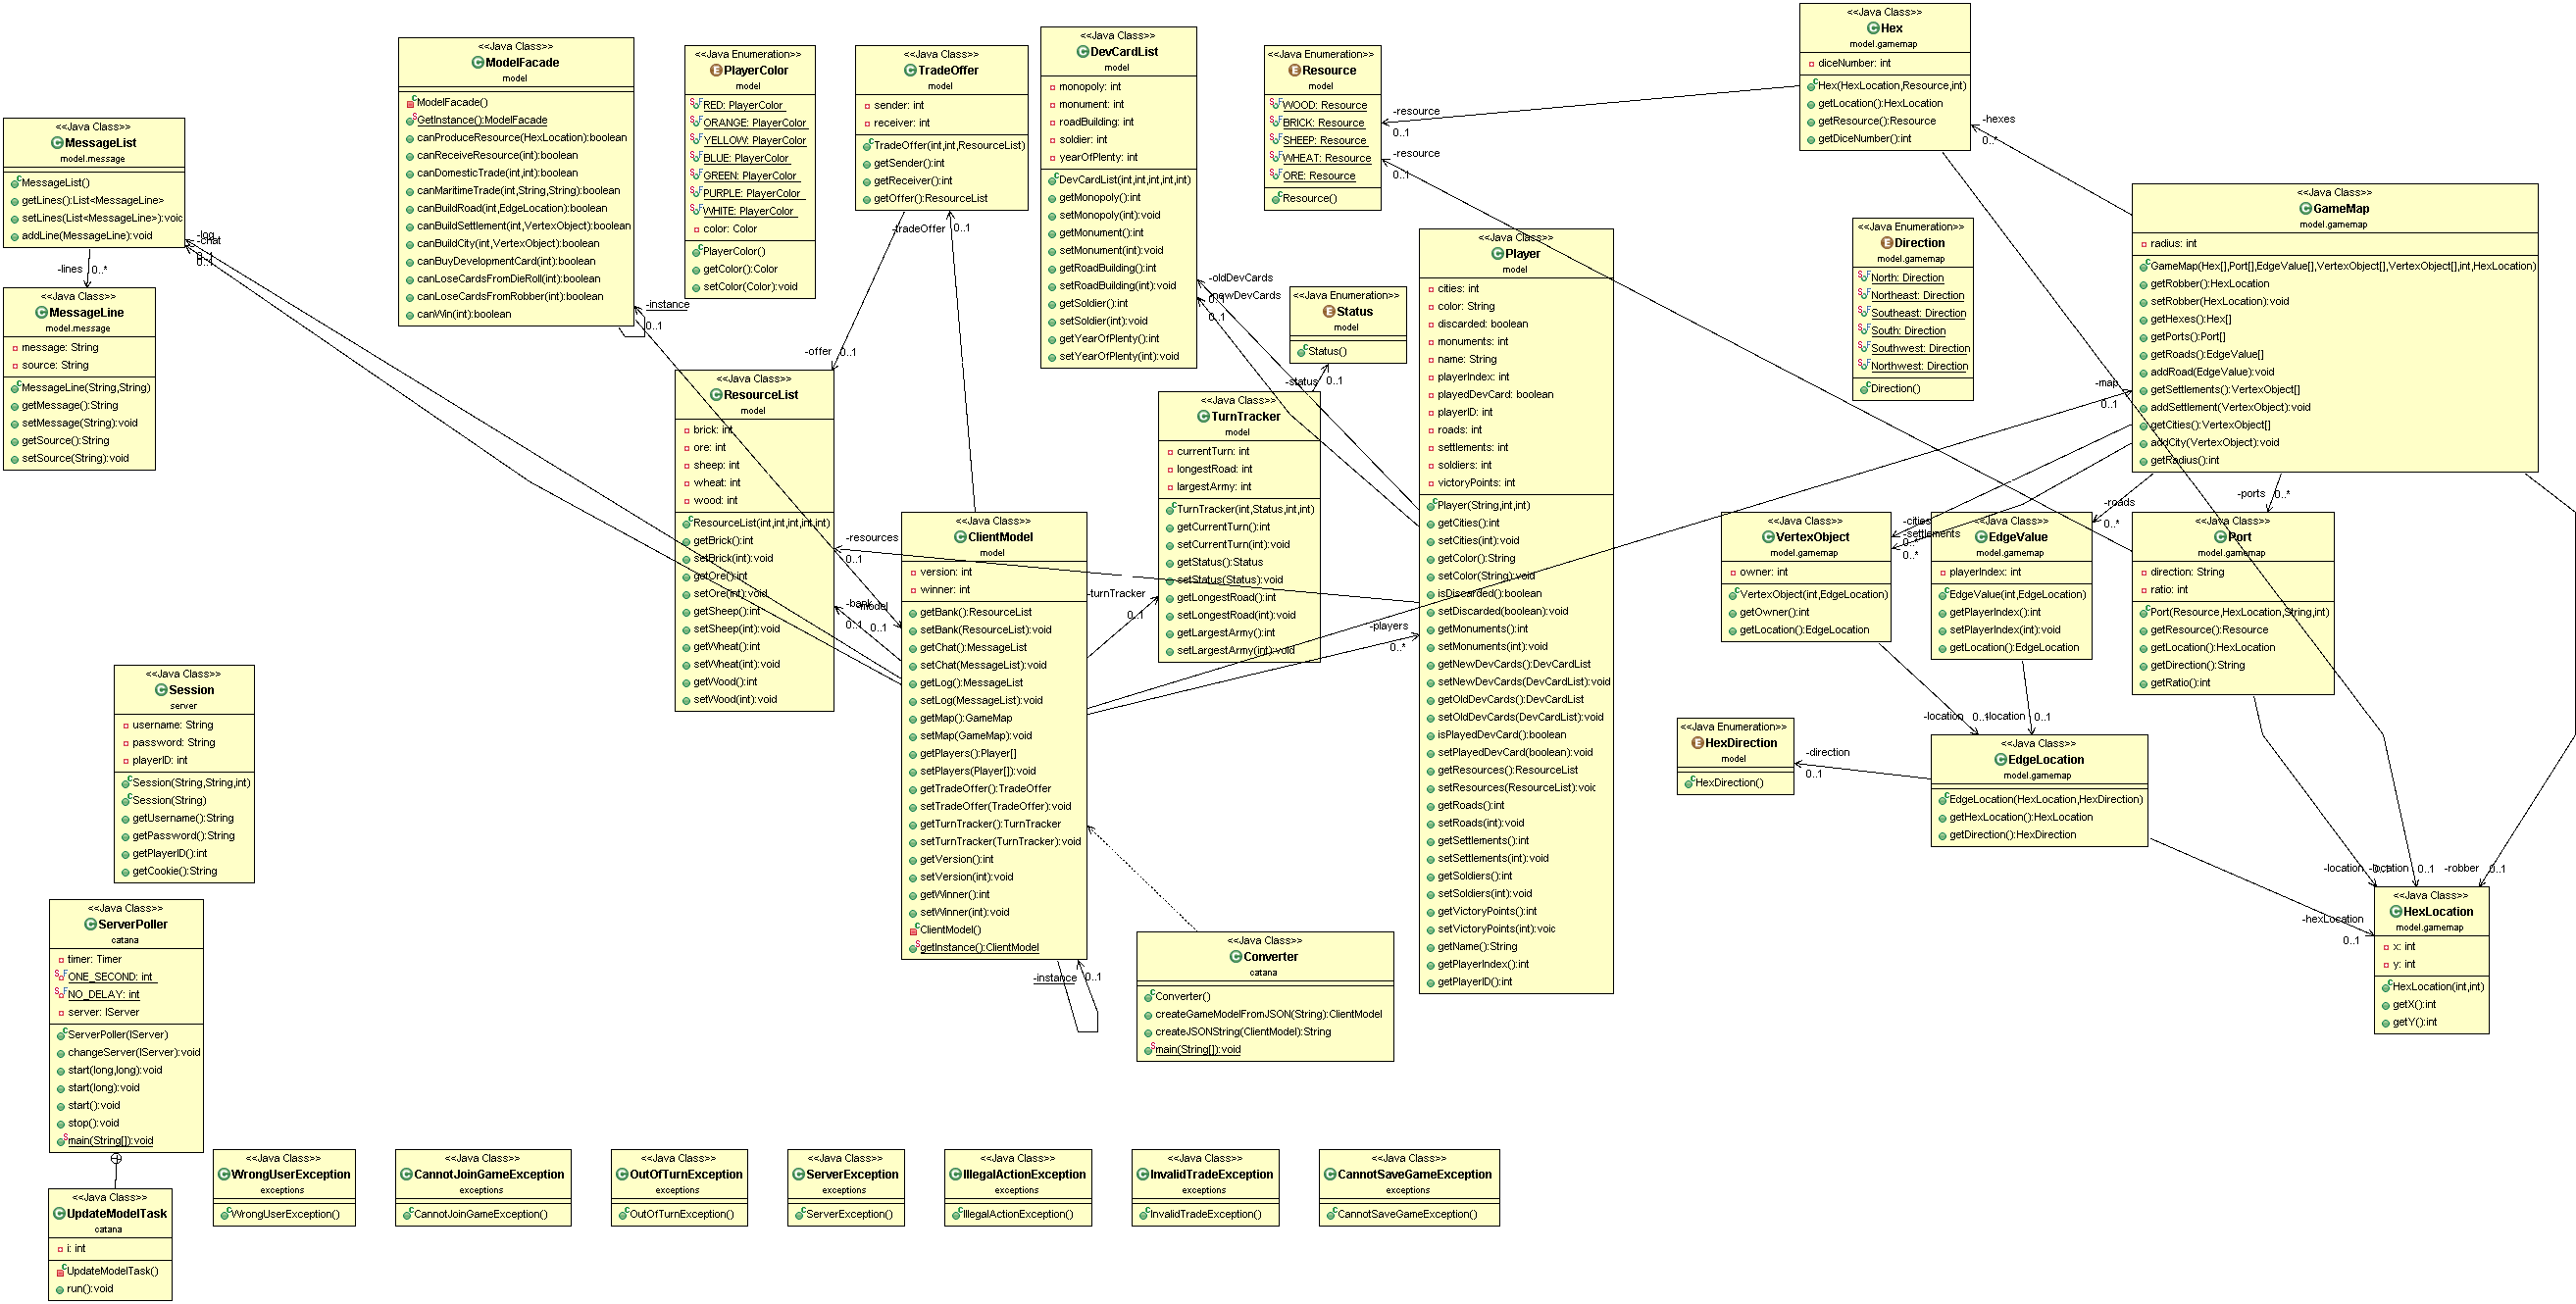 <<Java Class>>
MessageList
model.message
MessageList()
getLines():List<MessageLine>
setLines(List<MessageLine>):voic
addLine(MessageLine):void
-lines
0..*
<<Java Class>>
MessageLine
model.message
message: String
source: String
MessageLine(String,String)
getMessage():String
setMessage(String):void
getSource():String
setSource(String):void
<<Java Class>>
ModelFacade
model
ModelFacade()
GetInstance():ModelFacade
canProduceResource(HexLocation):boolean
canReceiveResource(int):boolean
canDomesticTrade(int,int):boolean
canMaritimeTrade(int,String,String):boolean
canBuildRoad(int,EdgeLocation):boolean
canBuildSettlement(int,VertexObject):boolean
canBuildCity(int,VertexObject):boolean
canBuyDevelopmentCard(int):boolean
canLoseCardsFromDieRoll(int):boolean
canLoseCardsFromRobber(int):boolean
canWin(int):boolean
-instance
0..1
-log
-chat
0..1
0..1
<<Java Enumeration>>
PlayerColor
model
RED: PlayerColor
ORANGE: PlayerColor
YELLOW: PlayerColor
BLUE: PlayerColor
GREEN: PlayerColor
PURPLE: PlayerColor
WHITE: PlayerColor
color: Color
PlayerColor()
getColor():Color
setColor(Color):void
<<Java Class>>
TradeOffer
model
sender: int
receiver: int
TradeOffer(int,int,ResourceList)
getSender():int
getReceiver():int
getOffer():ResourceList
-tradeOffer
0..1
-offer
0..1
<<Java Class>>
DevCardList
model
monopoly: int
monument: int
roadBuilding: int
soldier: int
yearOfPlenty: int
DevCardList(int,int,int,int,int)
getMonopoly():int
setMonopoly(int):void
getMonument():int
setMonument(int):void
getRoadBuilding():int
setRoadBuilding(int):void
getSoldier():int
setSoldier(int):void
getYearOfPlenty():int
setYearOfPlenty(int):void
-oldDevCards
0..1
-newDevCards
0..1
<<Java Enumeration>>
Resource
model
WOOD: Resource
BRICK: Resource
SHEEP: Resource
WHEAT: Resource
ORE: Resource
Resource()
-resource
0..1
-resource
0..1
<<Java Enumeration>>
Status
model
Status()
-status
0..1
<<Java Class>>
Hex
model.gamemap
diceNumber: int
Hex(HexLocation,Resource,int)
getLocation():HexLocation
getResource():Resource
getDiceNumber():int
-hexes
0..*
<<Java Enumeration>>
Direction
model.gamemap
North: Direction
Northeast: Direction
Southeast: Direction
South: Direction
Southwest: Direction
Northwest: Direction
Direction()
<<Java Class>>
GameMap
model.gamemap
radius: int
GameMap(Hex[],Port[],EdgeValue[],VertexObject[],VertexObject[],int,HexLocation)
getRobber():HexLocation
setRobber(HexLocation):void
getHexes():Hex[]
getPorts():Port[]
getRoads():EdgeValue[]
addRoad(EdgeValue):void
getSettlements():VertexObject[]
addSettlement(VertexObject):void
getCities():VertexObject[]
addCity(VertexObject):void
getRadius():int
-map
0..1
<<Java Class>>
ResourceList
model
brick: int
ore: int
sheep: int
wheat: int
wood: int
ResourceList(int,int,int,int,int)
getBrick():int
setBrick(int):void
getOre():int
setOre(int):void
getSheep():int
setSheep(int):void
getWheat():int
setWheat(int):void
getWood():int
setWood(int):void
-resources
0..1
-bank
0..1
-model
0..1
<<Java Class>>
ClientModel
model
version: int
winner: int
getBank():ResourceList
setBank(ResourceList):void
getChat():MessageList
setChat(MessageList):void
getLog():MessageList
setLog(MessageList):void
getMap():GameMap
setMap(GameMap):void
getPlayers():Player[]
setPlayers(Player[]):void
getTradeOffer():TradeOffer
setTradeOffer(TradeOffer):void
getTurnTracker():TurnTracker
setTurnTracker(TurnTracker):void
getVersion():int
setVersion(int):void
getWinner():int
setWinner(int):void
ClientModel()
getInstance():ClientModel
-instance
0..1
-turnTracker
0..1
<<Java Class>>
TurnTracker
model
currentTurn: int
longestRoad: int
largestArmy: int
TurnTracker(int,Status,int,int)
getCurrentTurn():int
setCurrentTurn(int):void
getStatus():Status
setStatus(Status):void
getLongestRoad():int
setLongestRoad(int):void
getLargestArmy():int
setLargestArmy(int):void
-players
0..*
<<Java Class>>
Player
model
cities: int
color: String
discarded: boolean
monuments: int
name: String
playerIndex: int
playedDevCard: boolean
playerID: int
roads: int
settlements: int
soldiers: int
victoryPoints: int
Player(String,int,int)
getCities():int
setCities(int):void
getColor():String
setColor(String):void
isDiscarded():boolean
setDiscarded(boolean):void
getMonuments():int
setMonuments(int):void
getNewDevCards():DevCardList
setNewDevCards(DevCardList):void
getOldDevCards():DevCardList
setOldDevCards(DevCardList):void
isPlayedDevCard():boolean
setPlayedDevCard(boolean):void
getResources():ResourceList
setResources(ResourceList):voic
getRoads():int
setRoads(int):void
getSettlements():int
setSettlements(int):void
getSoldiers():int
setSoldiers(int):void
getVictoryPoints():int
setVictoryPoints(int):voic
getName():String
getPlayerIndex():int
getPlayerID():int
<<Java Class>>
VertexObject
model.gamemap
owner: int
VertexObject(int,EdgeLocation)
getOwner():int
getLocation():EdgeLocation
-cities
0..*
-settlements
0..*
<<Java Class>>
EdgeValue
model.gamemap
playerIndex: int
EdgeValue(int,EdgeLocation)
getPlayerIndex():int
setPlayerIndex(int):void
getLocation():EdgeLocation
-roads
0..*
-ports
0..*
<<Java Class>>
Port
model.gamemap
direction: String
ratio: int
Port(Resource,HexLocation,String,int)
getResource():Resource
getLocation():HexLocation
getDirection():String
getRatio():int
<<Java Enumeration>>
HexDirection
model
HexDirection()
-direction
0..1
-location
0..1
-location
0..1
<<Java Class>>
EdgeLocation
model.gamemap
EdgeLocation(HexLocation,HexDirection)
getHexLocation():HexLocation
getDirection():HexDirection
-location
0..1
-location
0..1
-robber
0..1
-hexLocation
0..1
<<Java Class>>
HexLocation
model.gamemap
x: int
y: int
HexLocation(int,int)
getX():int
getY():int
<<Java Class>>
Session
server
username: String
password: String
playerID: int
Session(String,String,int)
Session(String)
getUsername():String
getPassword():String
getPlayerID():int
getCookie():String
<<Java Class>>
ServerPoller
catana
timer: Timer
ONE_SECOND: int
NO_DELAY: int
server: IServer
ServerPoller(IServer)
changeServer(IServer):void
start(long,long):void
start(long):void
start():void
stop():void
main(String[]):void
<<Java Class>>
Converter
catana
Converter()
createGameModelFromJSON(String):ClientModel
createJSONString(ClientModel):String
main(String[]):void
<<Java Class>>
UpdateModelTask
catana
i: int
UpdateModelTask()
run():void
<<Java Class>>
WrongUserException
exceptions
WrongUserException()
<<Java Class>>
CannotJoinGameException
exceptions
CannotJoinGameException()
<<Java Class>>
OutOfTurnException
exceptions
OutOfTurnException()
<<Java Class>>
ServerException
exceptions
ServerException()
<<Java Class>>
IllegalActionException
exceptions
IllegalActionException()
<<Java Class>>
InvalidTradeException
exceptions
InvalidTradeException()
<<Java Class>>
CannotSaveGameException
exceptions
CannotSaveGameException()